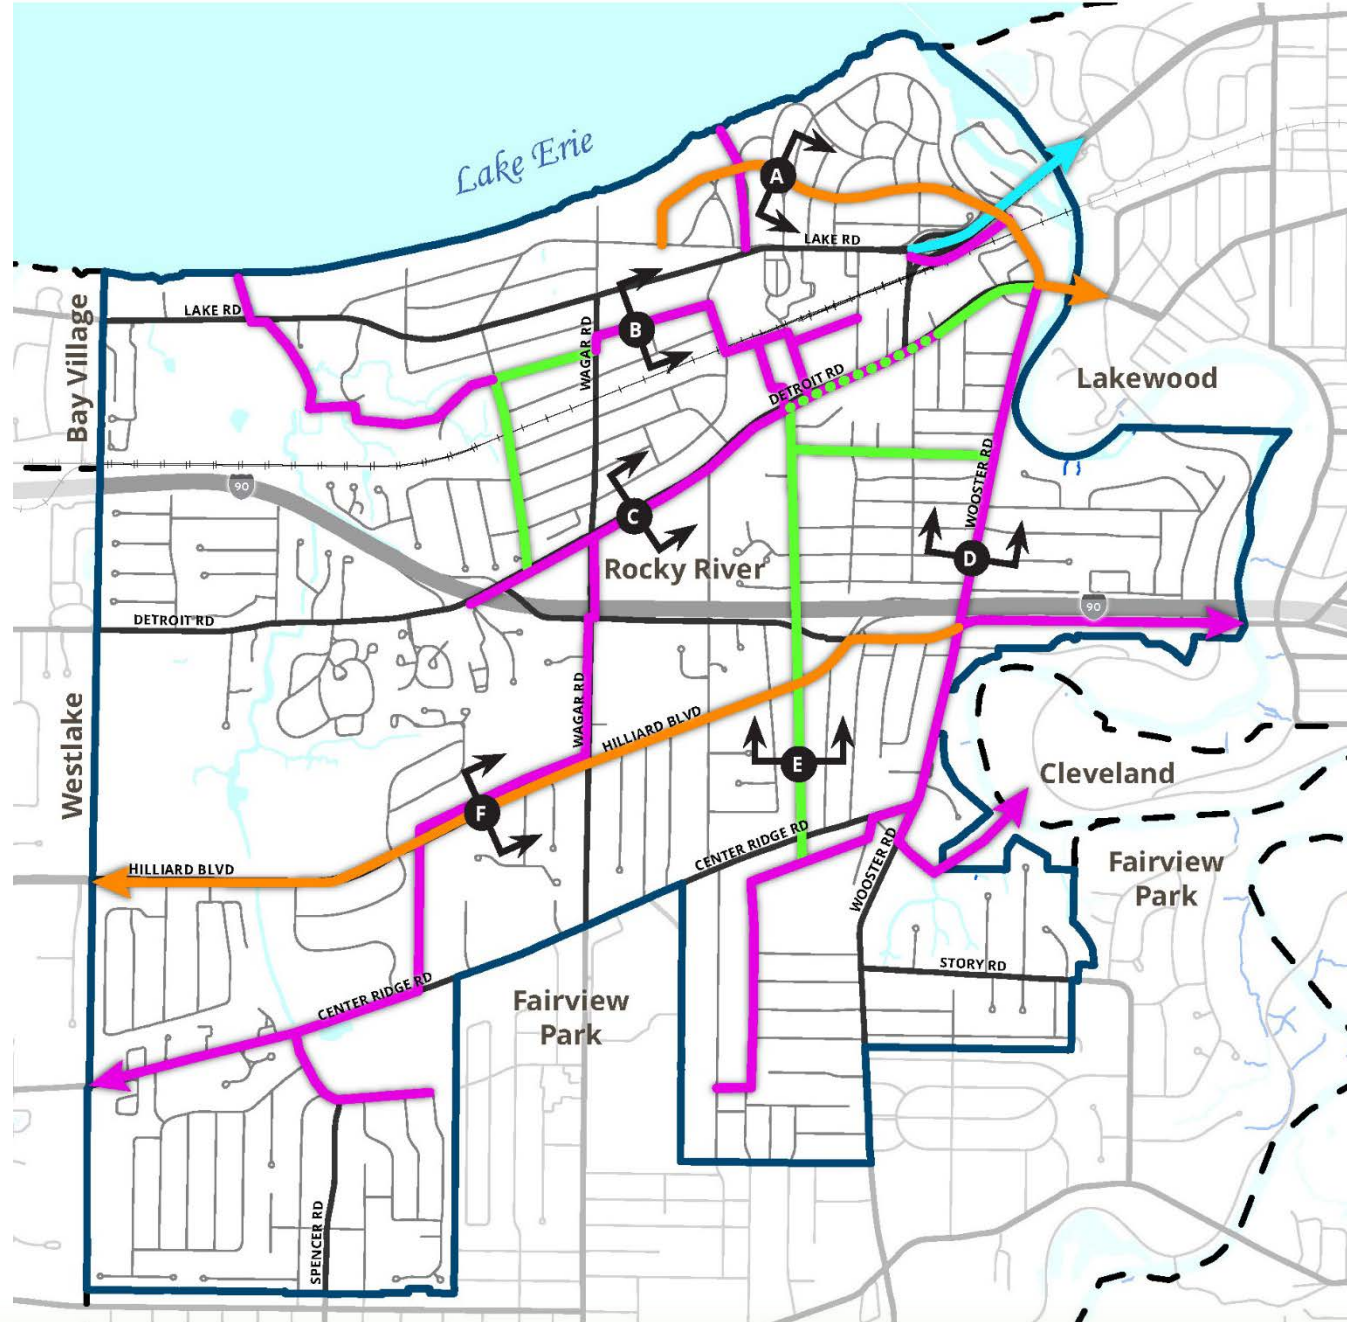 Lake Erie
A
LAKE RD
Bay Village
LAKE RD
B
WAGAR RD
Lakewood
DETROIT RD
WOOSTER RD
90
C
D
Rocky River
90
DETROIT RD
Westlake
WAGAR RD
HILLIARD BLVD
E
Cleveland
F
CENTER RIDGE RD
WOOSTER RD
Fairview
Park
HILLIARD BLVD
STORY RD
CENTER RIDGE RD
Fairview
Park
SPENCER RD